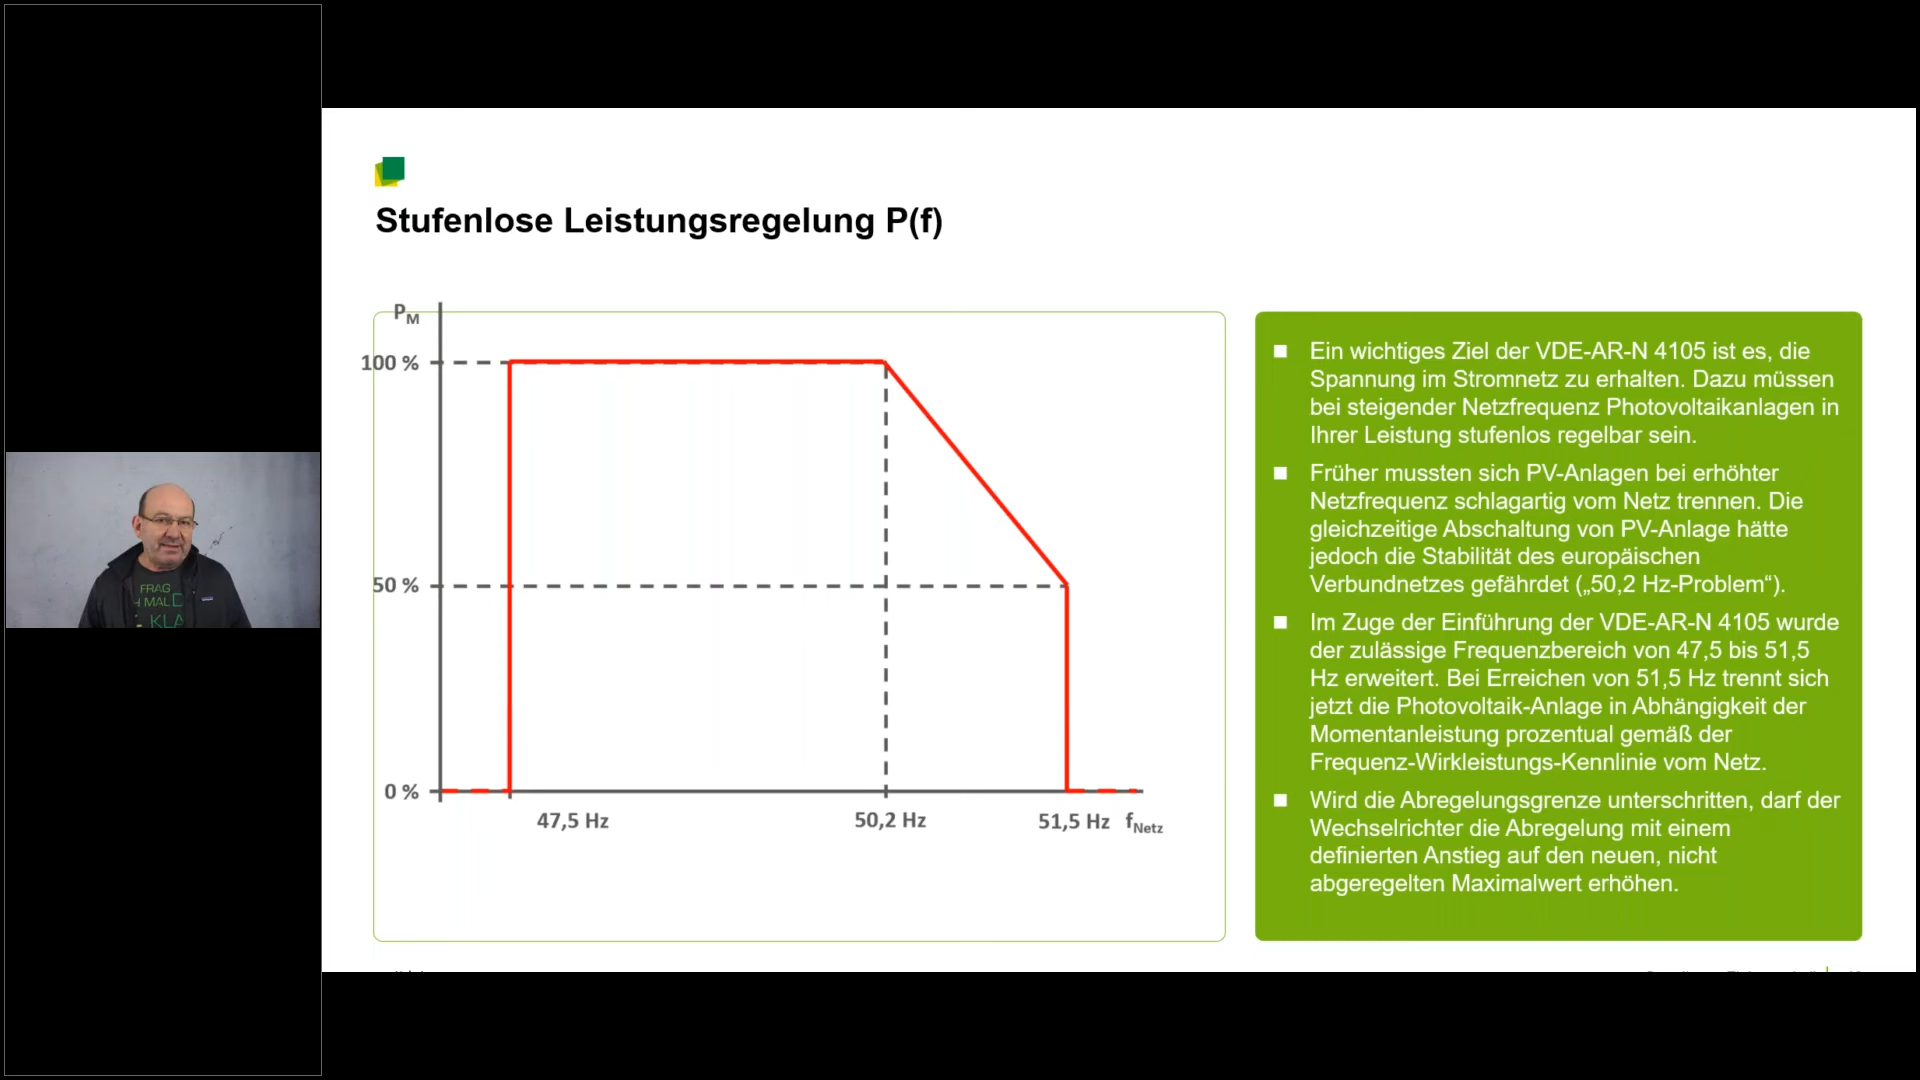 FRAG
H MAL D
KLA
Stufenlose Leistungsregelung P(f)
PM
100 %
50 %
0 %
47,5 Hz
50,2 Hz
51,5 Hz
fNetz
Ein wichtiges Ziel der VDE-AR-N 4105 ist es, die
Spannung im Stromnetz zu erhalten. Dazu müssen
bei steigender Netzfrequenz Photovoltaikanlagen in
Ihrer Leistung stufenlos regelbar sein.
Früher mussten sich PV-Anlagen bei erhöhter
Netzfrequenz schlagartig vom Netz trennen. Die
gleichzeitige Abschaltung von PV-Anlage hätte
jedoch die Stabilität des europäischen
Verbundnetzes gefährdet („50,2 Hz-Problem“).
Im Zuge der Einführung der VDE-AR-N 4105 wurde
der zulässige Frequenzbereich von 47,5 bis 51,5
Hz erweitert. Bei Erreichen von 51,5 Hz trennt sich
jetzt die Photovoltaik-Anlage in Abhängigkeit der
Momentanleistung prozentual gemäß der
Frequenz-Wirkleistungs-Kennlinie vom Netz.
Wird die Abregelungsgrenze unterschritten, darf der
Wechselrichter die Abregelung mit einem
definierten Anstieg auf den neuen, nicht
abgeregelten Maximalwert erhöhen.